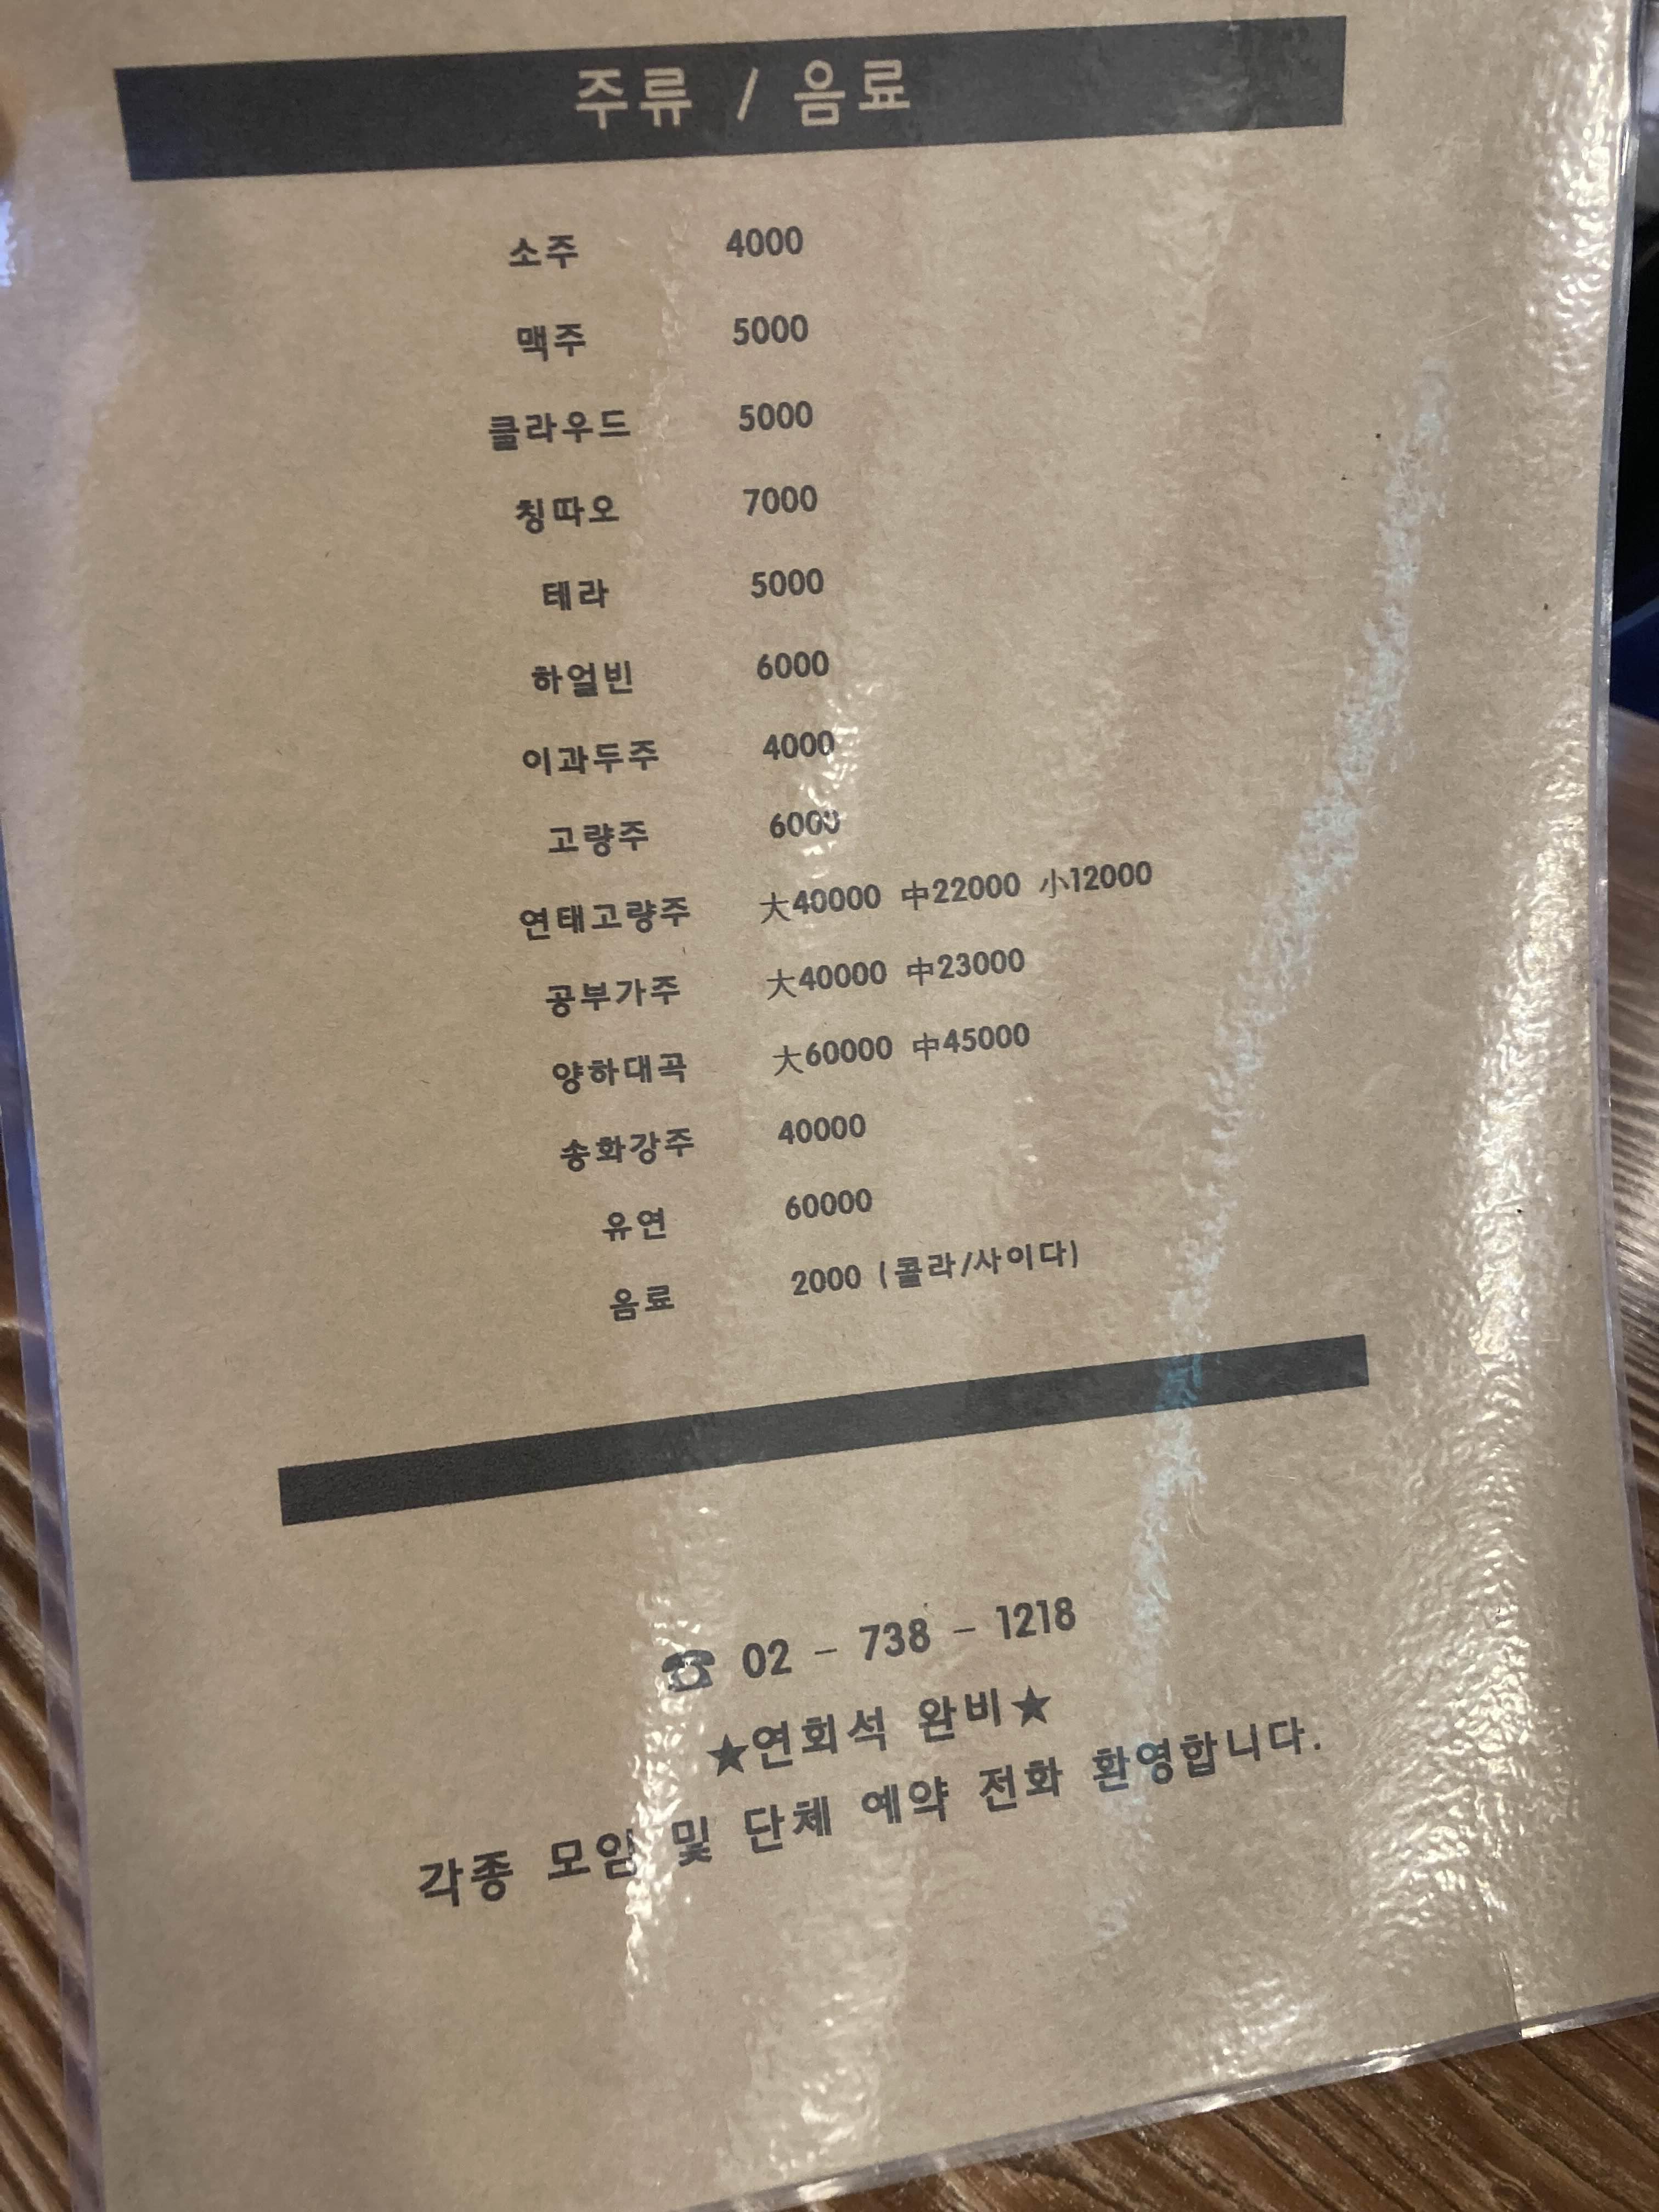 주류 / 음료
소주 4000
맥주 5000
클라우드 5000
칭따오 7000
테라 5000
하얼빈 6000
이과두주 4000
고량주 6000
연태고량주 大40000 中22000 小12000
공부가주 大40000 中23000
양하대곡 大60000 中45000
송화강주 40000
유연 60000
음료 2000 (콜라/사이다)
☎ 02 - 738 - 1218
★연회석 완비★
각종 모임 및 단체 예약 전화 환영합니다.